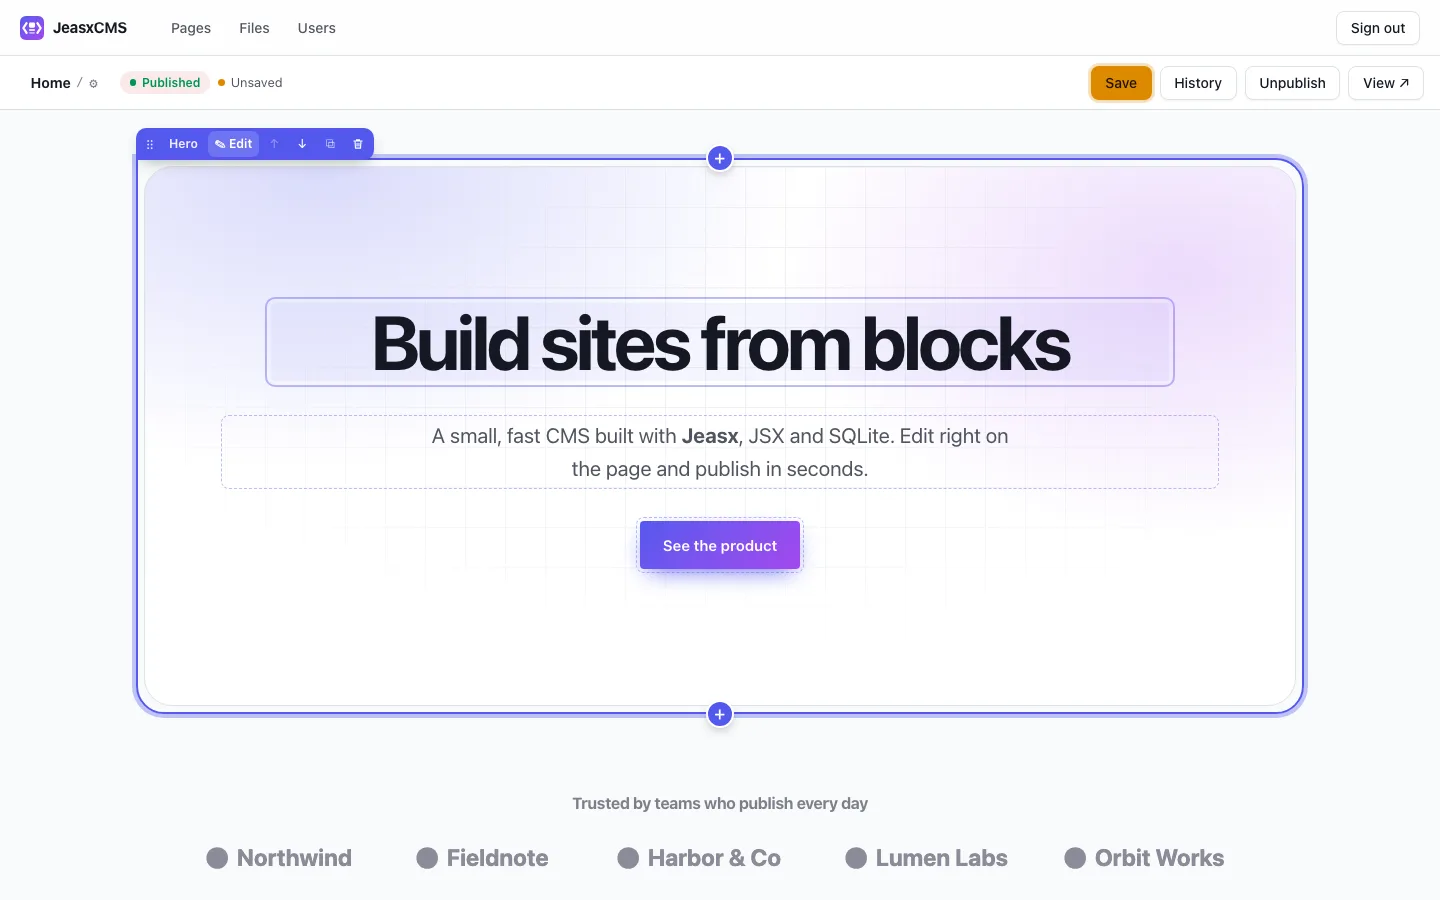 JeasxCMS
Pages
Files
Users
Sign out
Home /
Published
Unsaved
Save
History
Unpublish
View ↗
Hero
Edit
Build sites from blocks
A small, fast CMS built with Jeasx, JSX and SQLite. Edit right on
the page and publish in seconds.
See the product
Trusted by teams who publish every day
Northwind
Fieldnote
Harbor & Co
Lumen Labs
Orbit Works